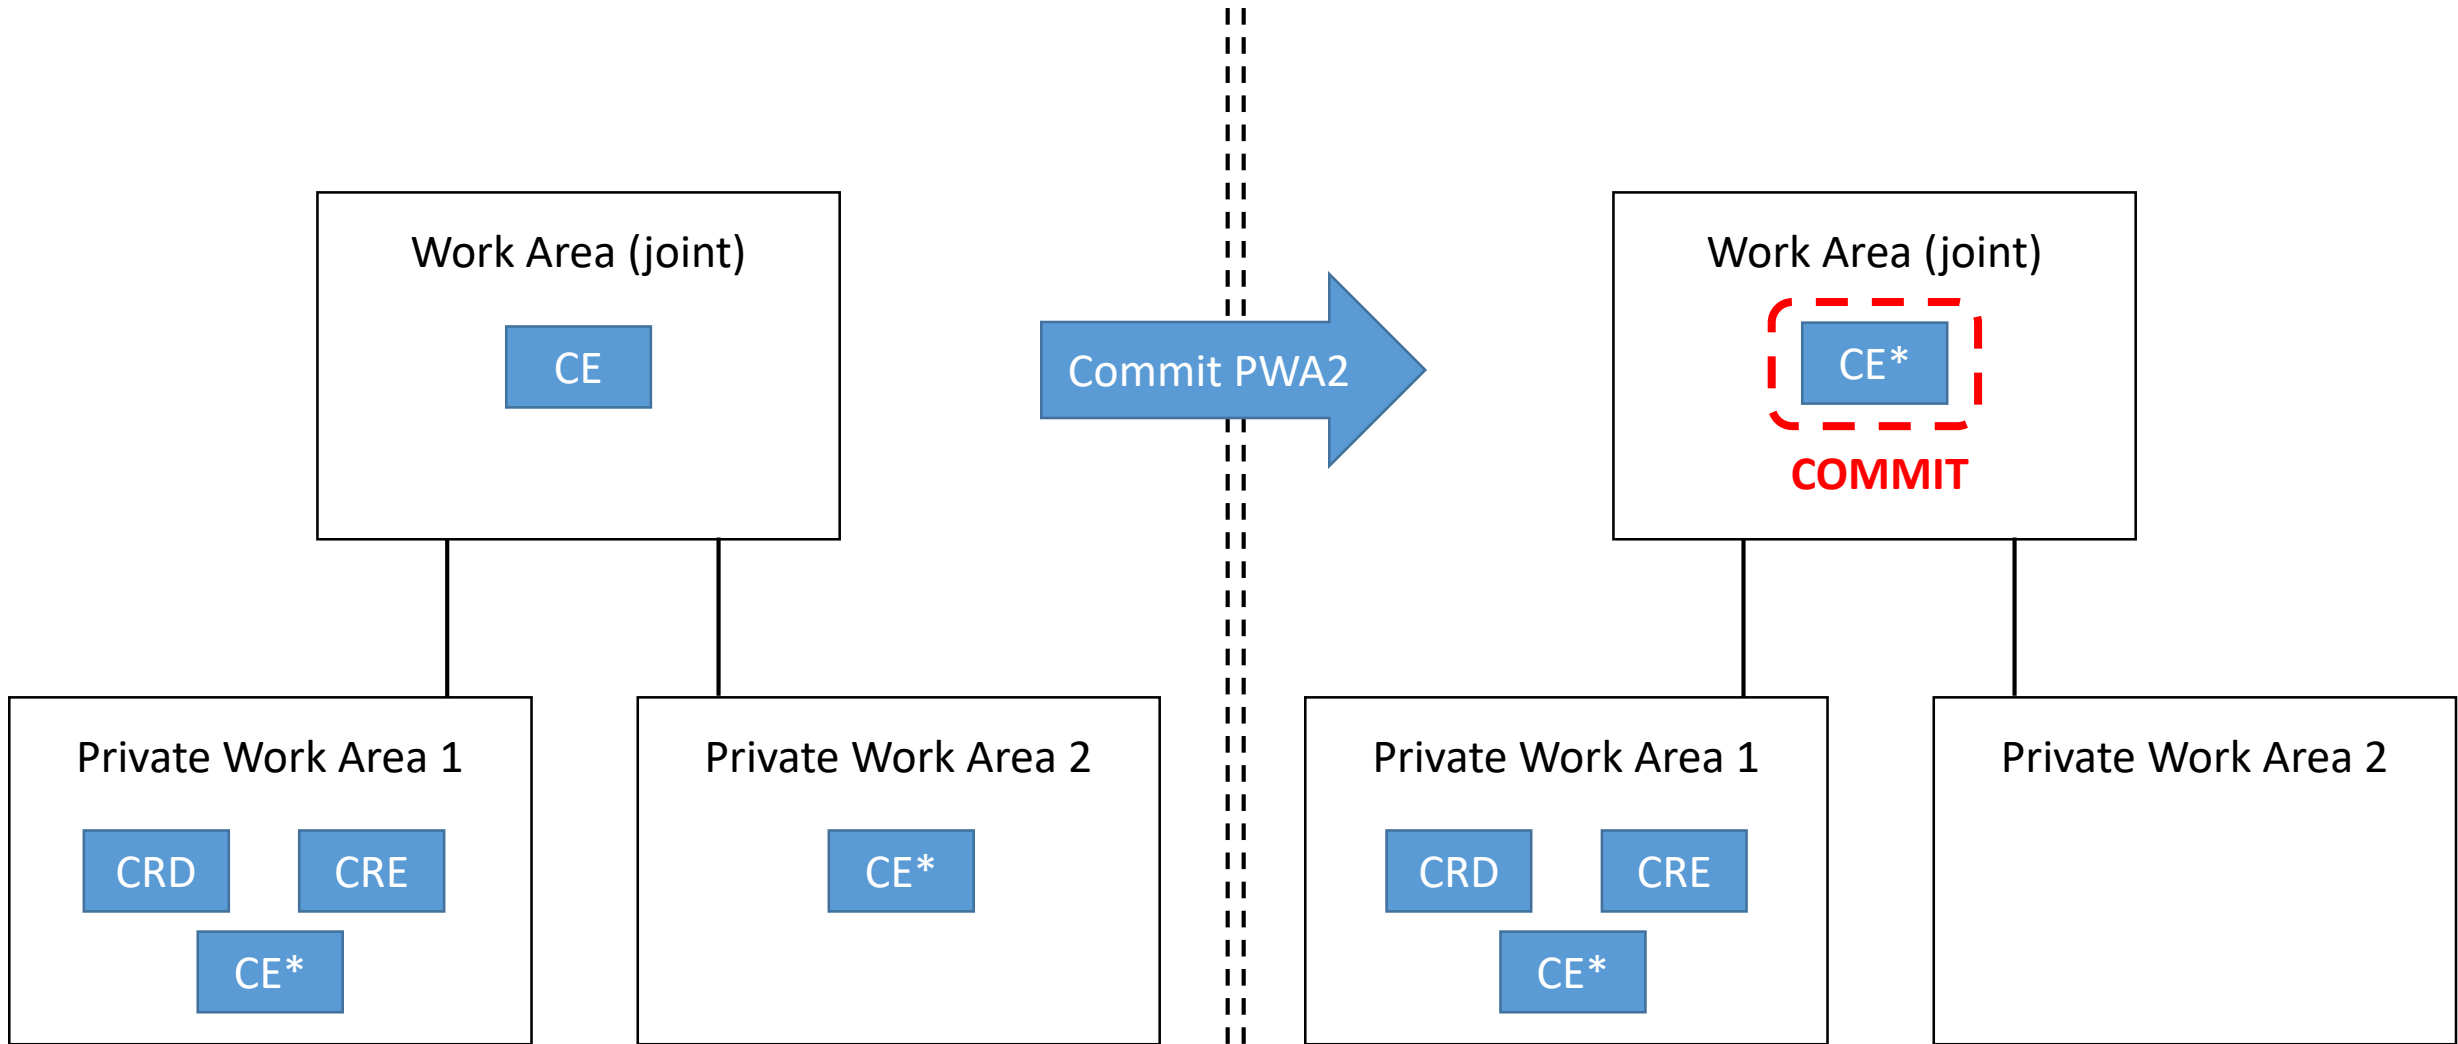 Work Area (joint)
CE
Private Work Area 1
CRD
CRE
CE*
Private Work Area 2
CE*
Commit PWA2
Work Area (joint)
CE*
COMMIT
Private Work Area 1
CRD
CRE
CE*
Private Work Area 2